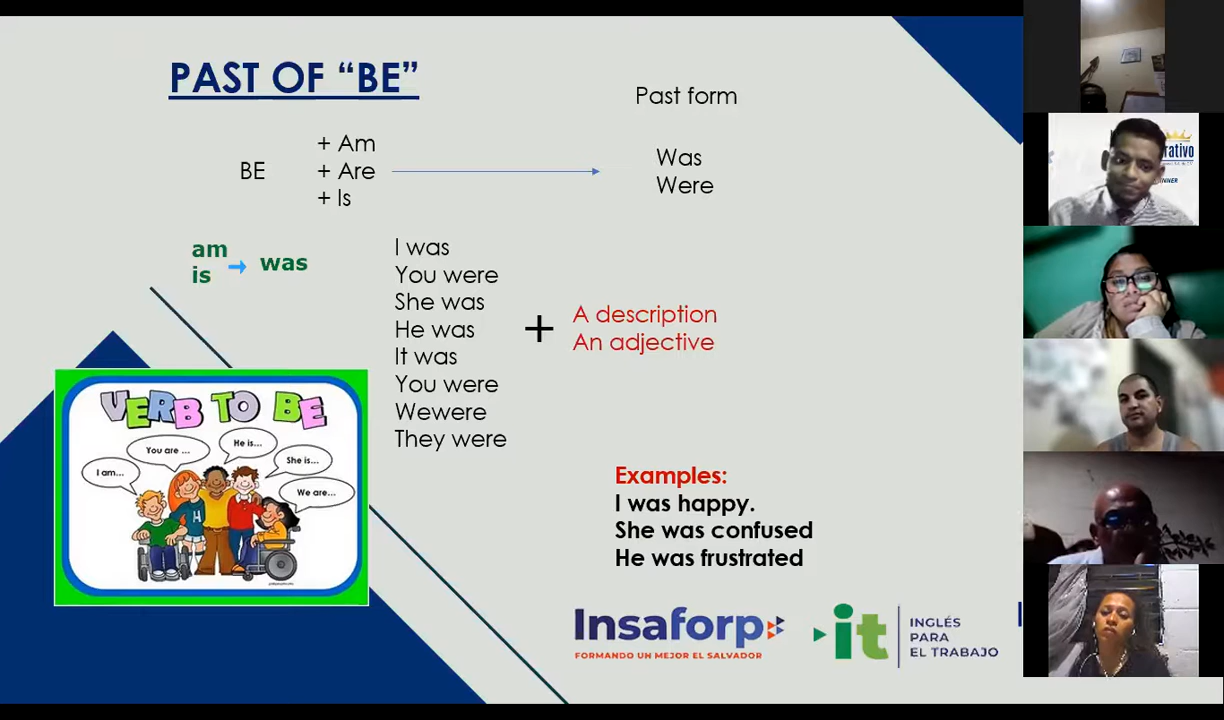 PAST OF “BE”
Past form
BE
+ Am
+ Are
+ Is
Was
Were
am
is
was
I was
You were
She was
He was
It was
You were
Wewere
They were
+
A description
An adjective
VERB TO BE
I am...
You are ...
He is...
She is...
We are...
H
Examples:
I was happy.
She was confused
He was frustrated
Insaforp
FORMANDO UN MEJOR EL SALVADOR
it
INGLÉS
PARA
EL TRABAJO
rativo